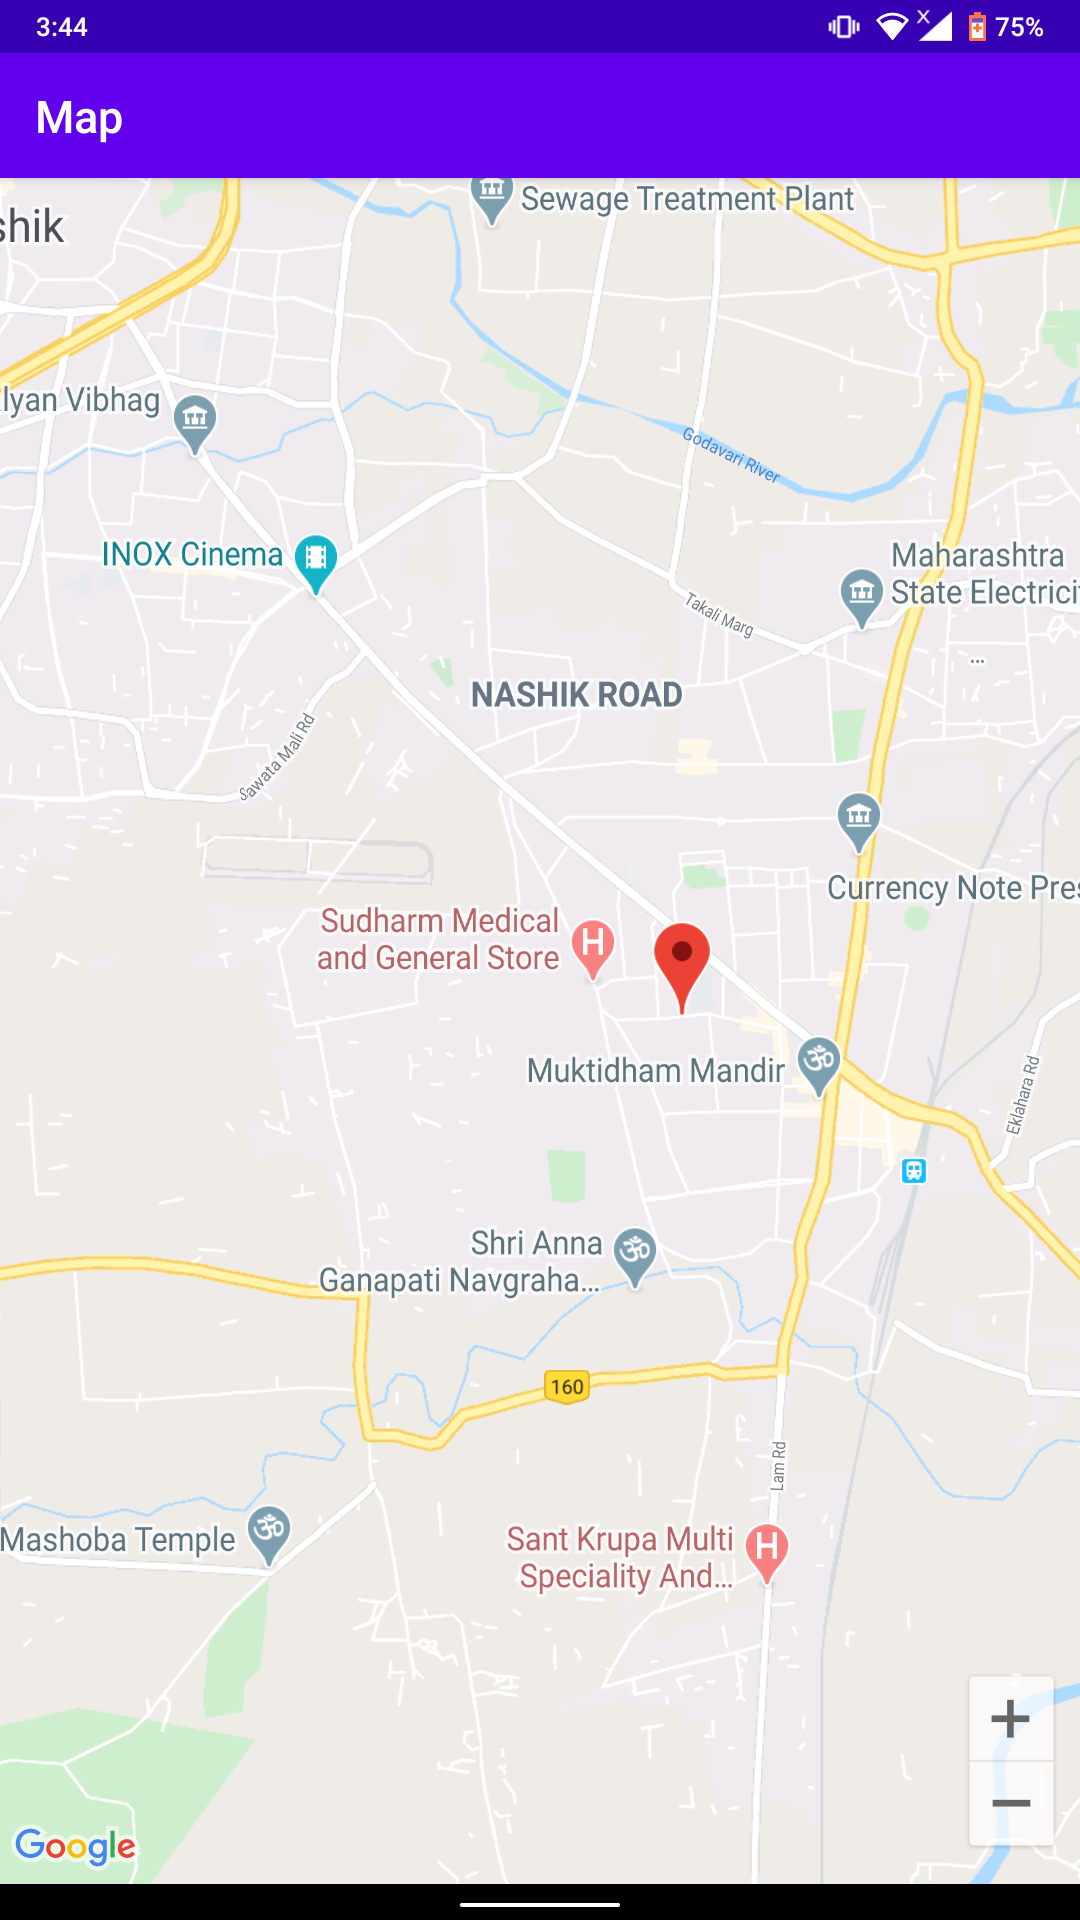 3:44
X
75%
Map
Sewage Treatment Plant
shik
lyan Vibhag
Godavari River
INOX Cinema
Maharashtra
State Electricit
Takali Marg
...
NASHIK ROAD
Sawata Mali Rd
Currency Note Pres
Sudharm Medical
and General Store
H
Muktidham Mandir
ॐ
Eklahara Rd
Shri Anna
Ganapati Navgraha...
ॐ
160
Lam Rd
Mashoba Temple
ॐ
Sant Krupa Multi
Speciality And...
H
+
−
Google